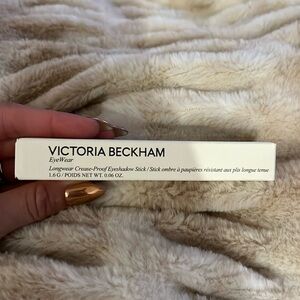 VICTORIA BECKHAM
EyeWear
Longwear Crease-Proof Eyeshadow Stick / Stick ombre à paupières résistant aux plis longue tenue
1.6 G / POIDS NET WT. 0.06 OZ.